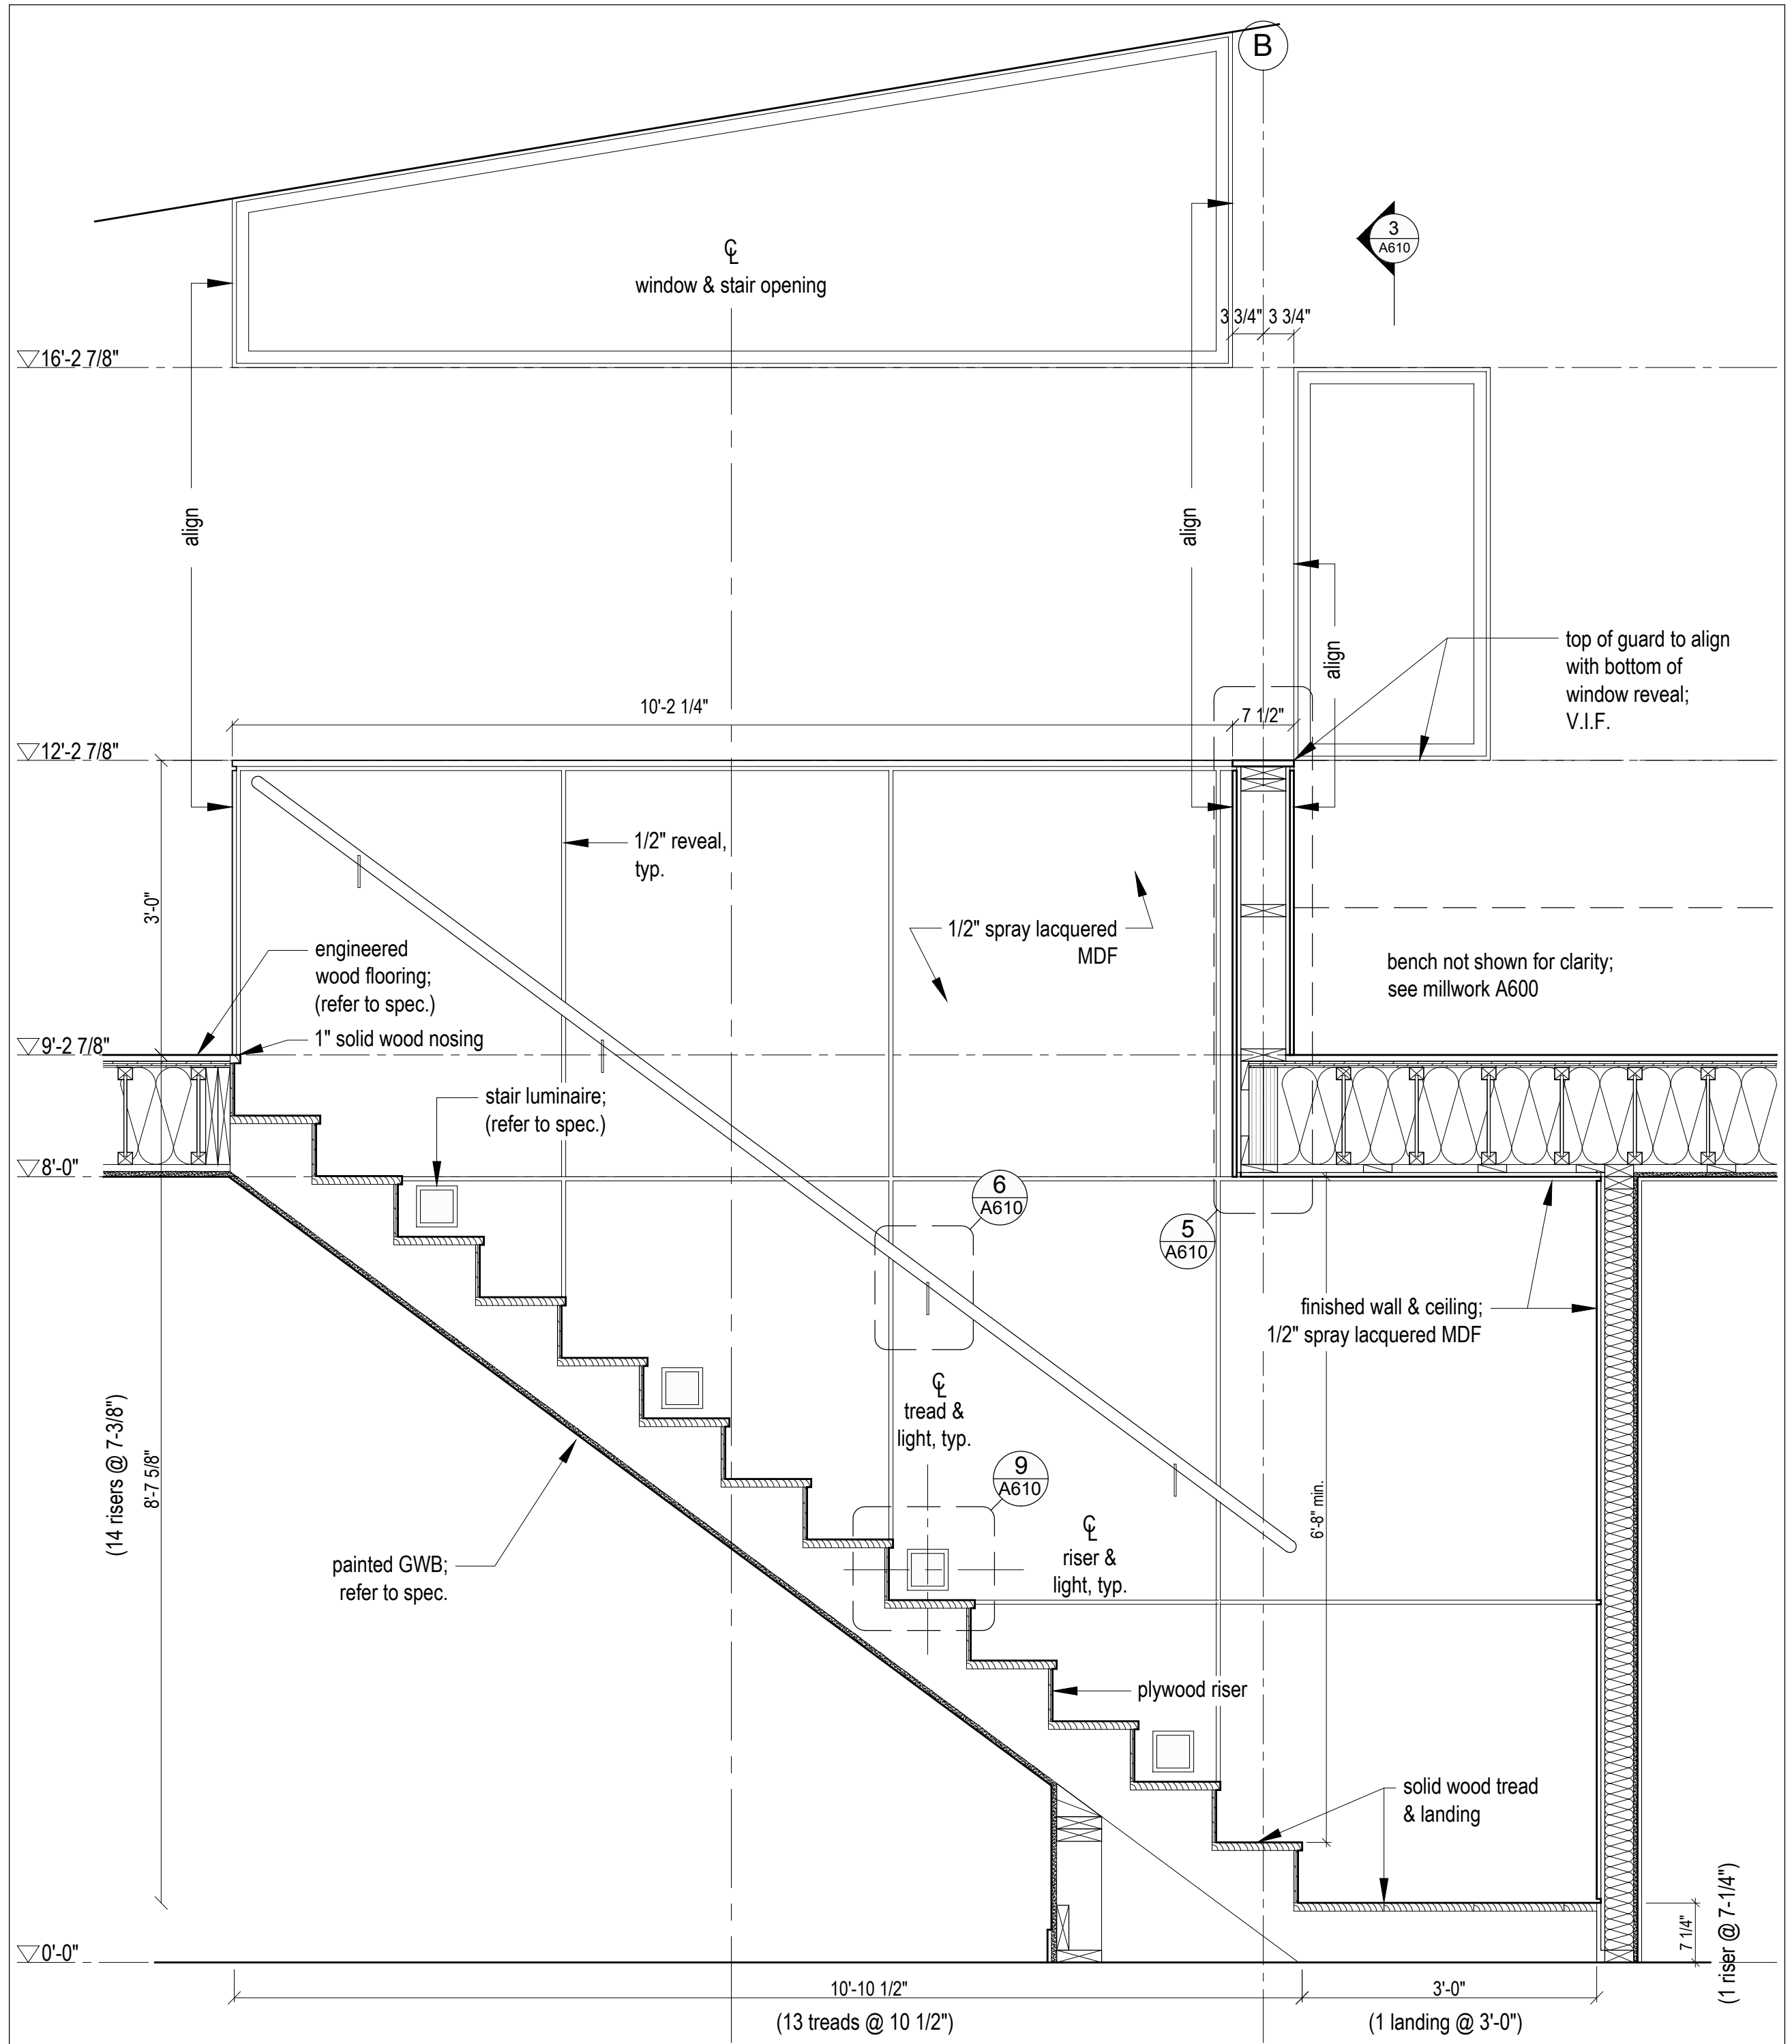 B
3
A610
℄
window & stair opening
3 3/4" 3 3/4"
16'-2 7/8"
align
align
align
top of guard to align
with bottom of
window reveal;
V.I.F.
10'-2 1/4"
7 1/2"
12'-2 7/8"
1/2" reveal,
typ.
3'-0"
1/2" spray lacquered
MDF
engineered
wood flooring;
(refer to spec.)
bench not shown for clarity;
see millwork A600
1" solid wood nosing
9'-2 7/8"
stair luminaire;
(refer to spec.)
8'-0"
6
A610
5
A610
finished wall & ceiling;
1/2" spray lacquered MDF
℄
tread &
light, typ.
(14 risers @ 7-3/8")
8'-7 5/8"
9
A610
6'-8" min.
℄
riser &
light, typ.
painted GWB;
refer to spec.
plywood riser
solid wood tread
& landing
7 1/4"
(1 riser @ 7-1/4")
0'-0"
10'-10 1/2"
3'-0"
(13 treads @ 10 1/2")
(1 landing @ 3'-0")